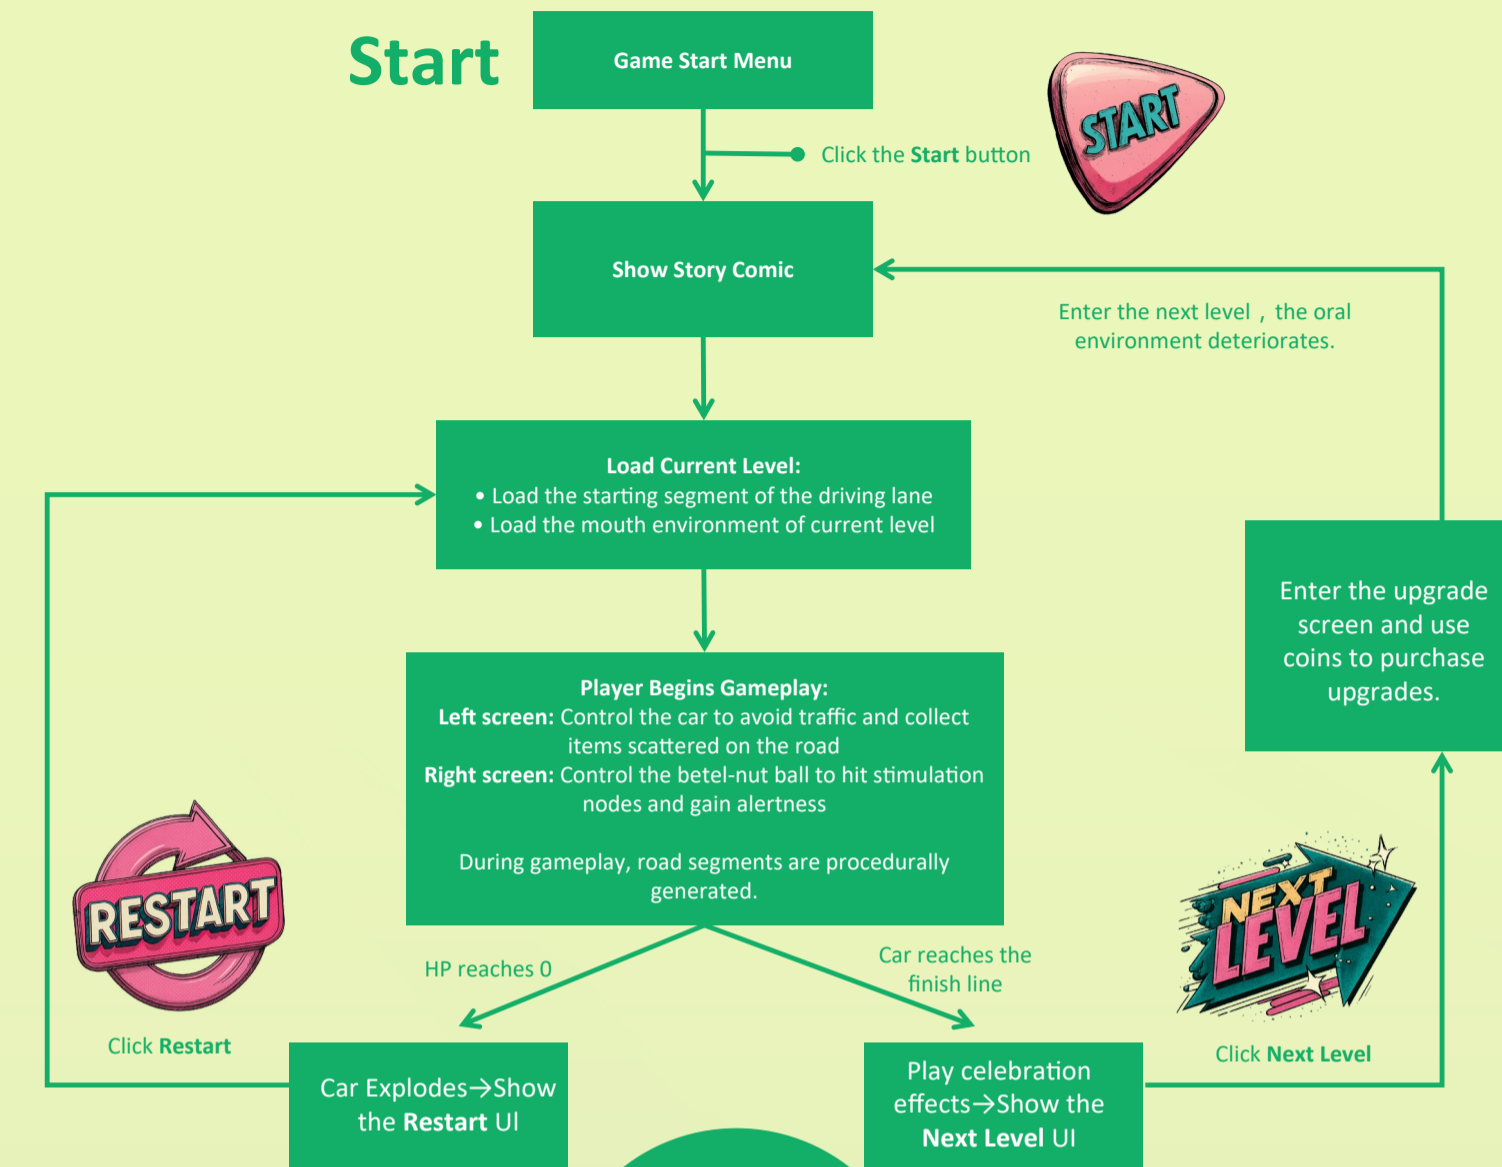 Start
Game Start Menu
START
Click the Start button
Show Story Comic
Enter the next level , the oral
environment deteriorates.
Load Current Level:
• Load the starting segment of the driving lane
• Load the mouth environment of current level
Enter the upgrade
screen and use
coins to purchase
upgrades.
Player Begins Gameplay:
Left screen: Control the car to avoid traffic and collect
items scattered on the road
Right screen: Control the betel-nut ball to hit stimulation
nodes and gain alertness
During gameplay, road segments are procedurally
generated.
RESTART
NEXT
LEVEL
HP reaches 0
Car reaches the
finish line
Click Restart
Click Next Level
Car Explodes→Show
the Restart UI
Play celebration
effects→Show the
Next Level UI